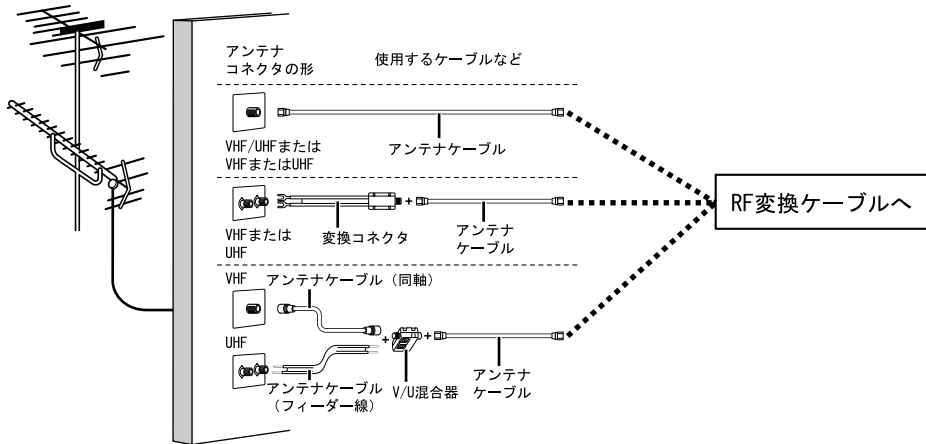 アンテナ
コネクタの形
使用するケーブルなど
VHF/UHFまたは
VHFまたはUHF
アンテナケーブル
VHFまたは
UHF
変換コネクタ
+
アンテナ
ケーブル
RF変換ケーブルへ
VHF
アンテナケーブル（同軸）
UHF
+
+
アンテナケーブル
（フィーダー線）
V/U混合器
アンテナ
ケーブル